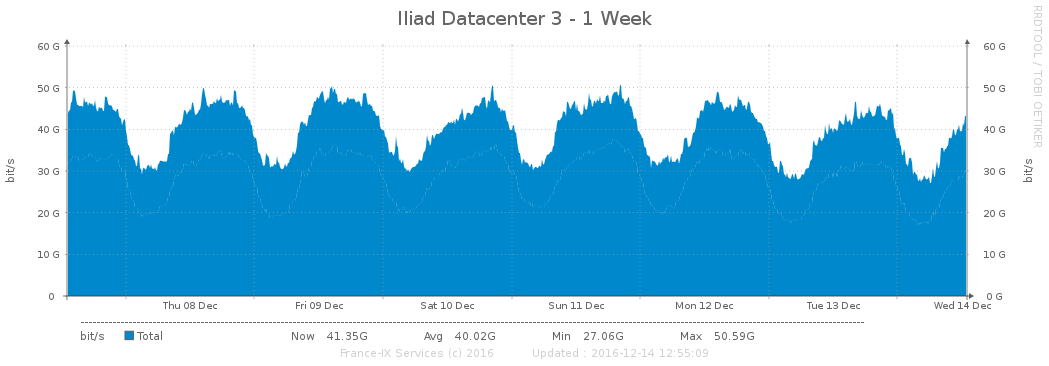 Iliad Datacenter 3 - 1 Week
RRDTOOL / TOBI OETIKER
60 G 60 G
50 G 50 G
40 G 40 G
30 G 30 G
20 G 20 G
10 G 10 G
0 0 G
bit/s
bit/s
Thu 08 Dec Fri 09 Dec Sat 10 Dec Sun 11 Dec Mon 12 Dec Tue 13 Dec Wed 14 Dec
bit/s Total Now 41.35G Avg 40.02G Min 27.06G Max 50.59G
France-IX Services (c) 2016 Updated : 2016-12-14 12:55:09